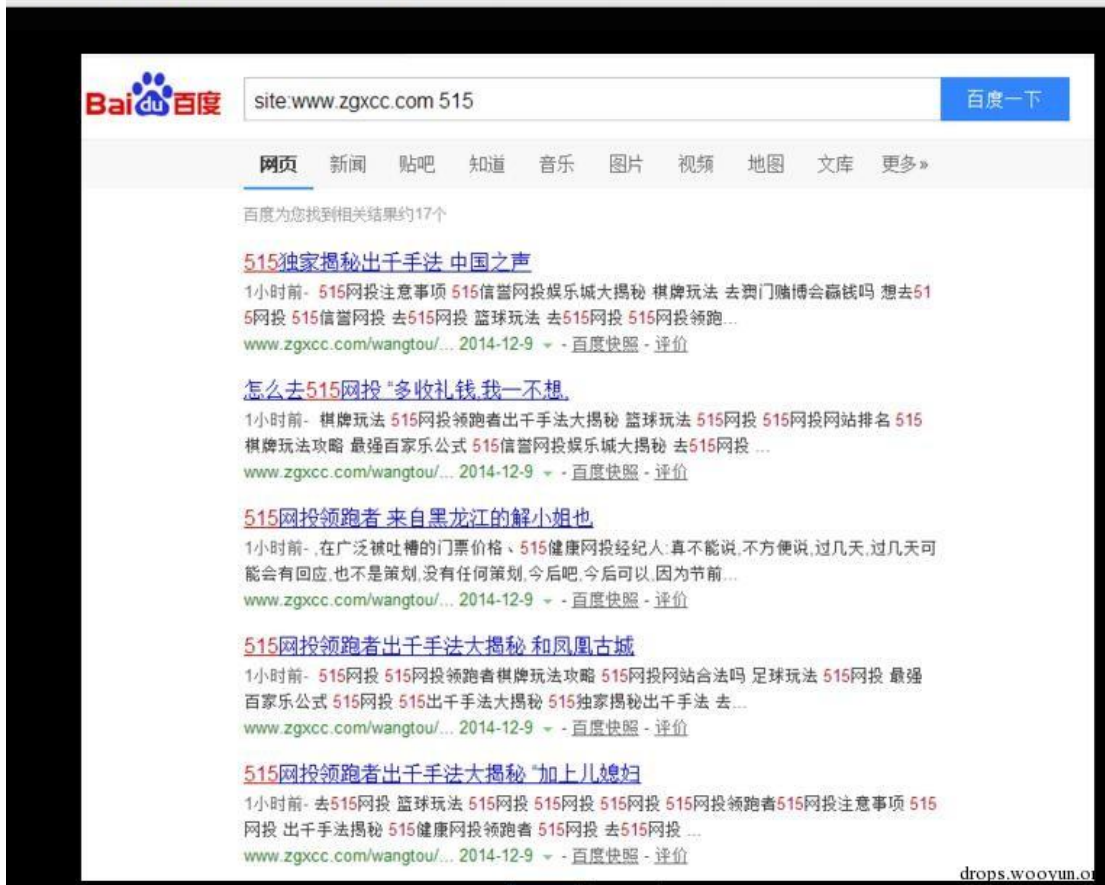 Baidu百度 site:www.zgxcc.com 515 百度一下
网页 新闻 贴吧 知道 音乐 图片 视频 地图 文库 更多»
百度为您找到相关结果约17个
515独家揭秘出千手法 中国之声
1小时前- 515网投注意事项 515信誉网投娱乐城大揭秘 棋牌玩法 去澳门赌博会赢钱吗 想去51
5网投 515信誉网投 去515网投 篮球玩法 去515网投 515网投领跑...
www.zgxcc.com/wangtou/... 2014-12-9 - 百度快照 - 评价
怎么去515网投 “多收礼钱,我一不想,
1小时前- 棋牌玩法 515网投领跑者出千手法大揭秘 篮球玩法 515网投 515网投网站排名 515
棋牌玩法攻略 最强百家乐公式 515信誉网投娱乐城大揭秘 去515网投 ...
www.zgxcc.com/wangtou/... 2014-12-9 - 百度快照 - 评价
515网投领跑者 来自黑龙江的解小姐也
1小时前- ,在广泛被吐槽的门票价格、515健康网投经纪人:真不能说,不方便说,过几天,过几天可
能会有回应,也不是策划,没有任何策划,今后吧,今后可以,因为节前...
www.zgxcc.com/wangtou/... 2014-12-9 - 百度快照 - 评价
515网投领跑者出千手法大揭秘 和凤凰古城
1小时前- 515网投 515网投领跑者棋牌玩法攻略 515网投网站合法吗 足球玩法 515网投 最强
百家乐公式 515网投 515出千手法大揭秘 515独家揭秘出千手法 去...
www.zgxcc.com/wangtou/... 2014-12-9 - 百度快照 - 评价
515网投领跑者出千手法大揭秘 “加上儿媳妇
1小时前- 去515网投 篮球玩法 515网投 515网投 515网投 515网投领跑者515网投注意事项 515
网投 出千手法揭秘 515健康网投领跑者 515网投 去515网投 ...
www.zgxcc.com/wangtou/... 2014-12-9 - 百度快照 - 评价
drops.wooyun.or